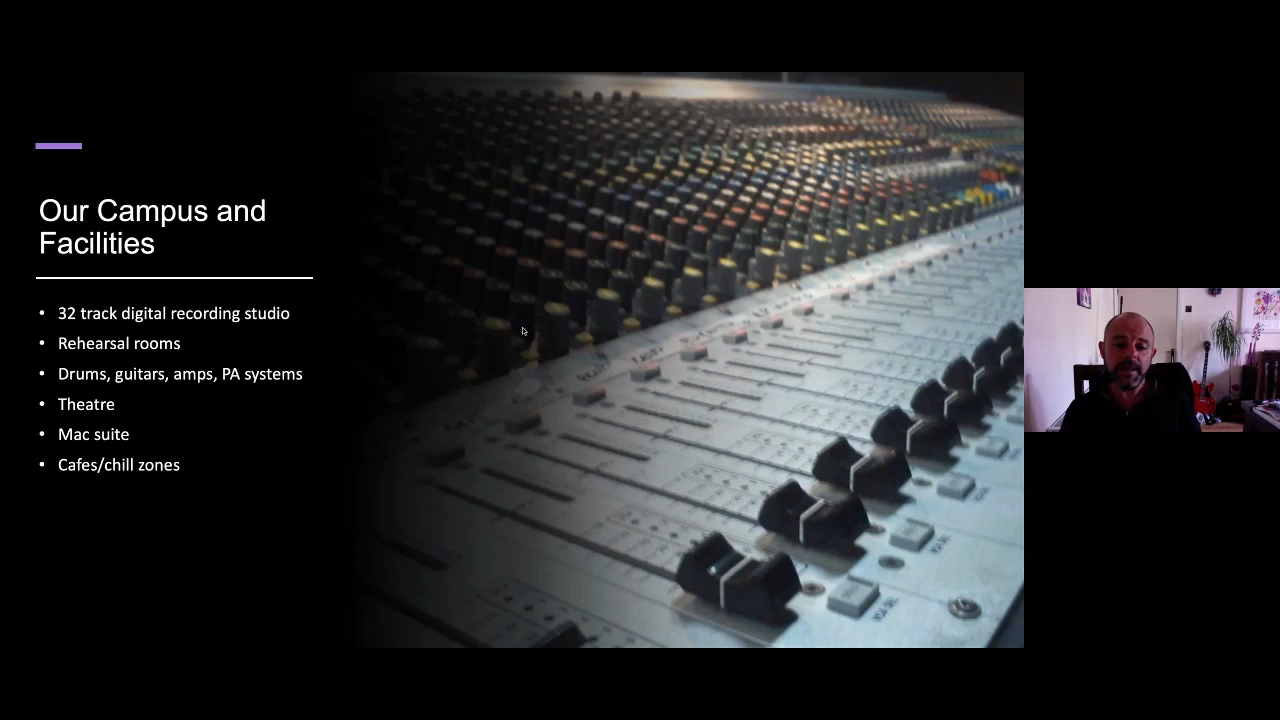 Our Campus and
Facilities
• 32 track digital recording studio
• Rehearsal rooms
• Drums, guitars, amps, PA systems
• Theatre
• Mac suite
• Cafes/chill zones